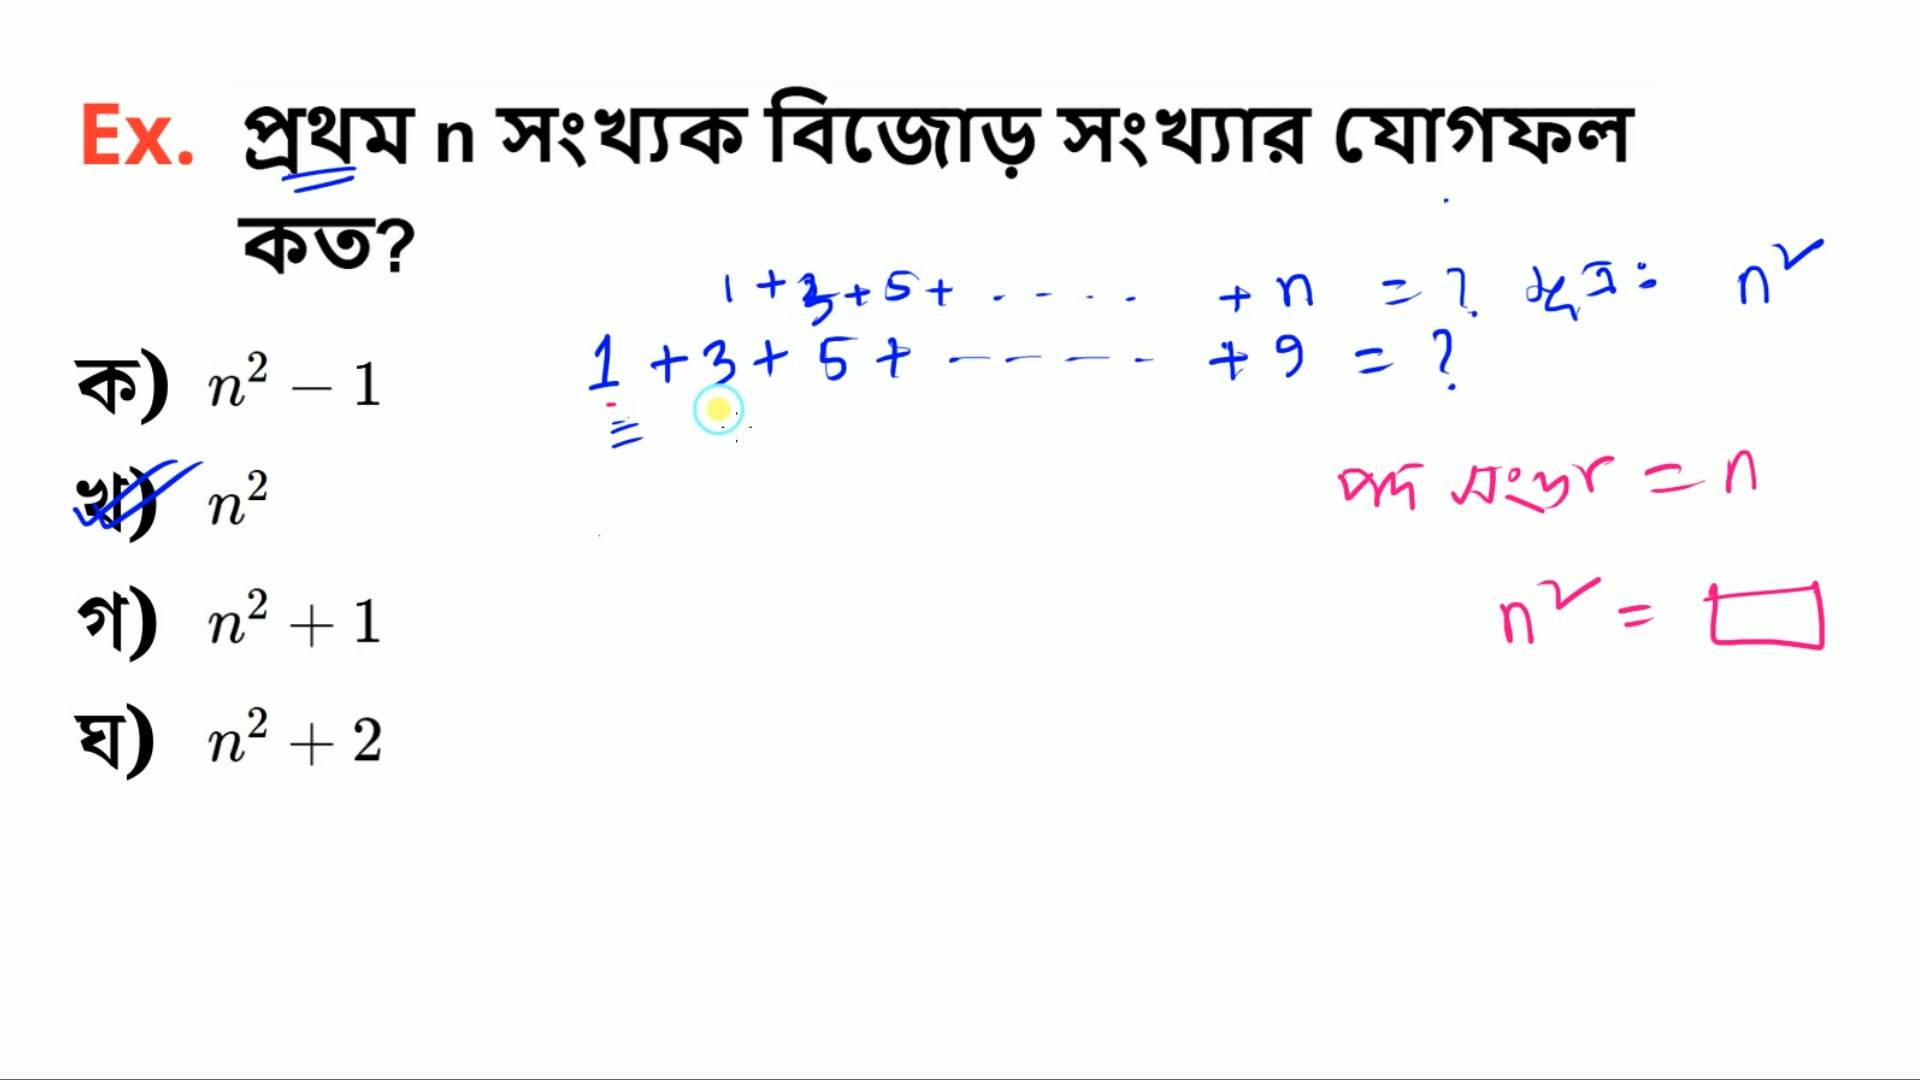 Ex. প্রথম n সংখ্যক বিজোড় সংখ্যার যোগফল
কত?
1 + 3 + 5 + ..... + n = ? সূত্র: n²
1 + 3 + 5 + ----- + 9 = ?
ক) n² − 1
খ) n²
পদ সংখ্যা = n
গ) n² + 1
n² =
ঘ) n² + 2